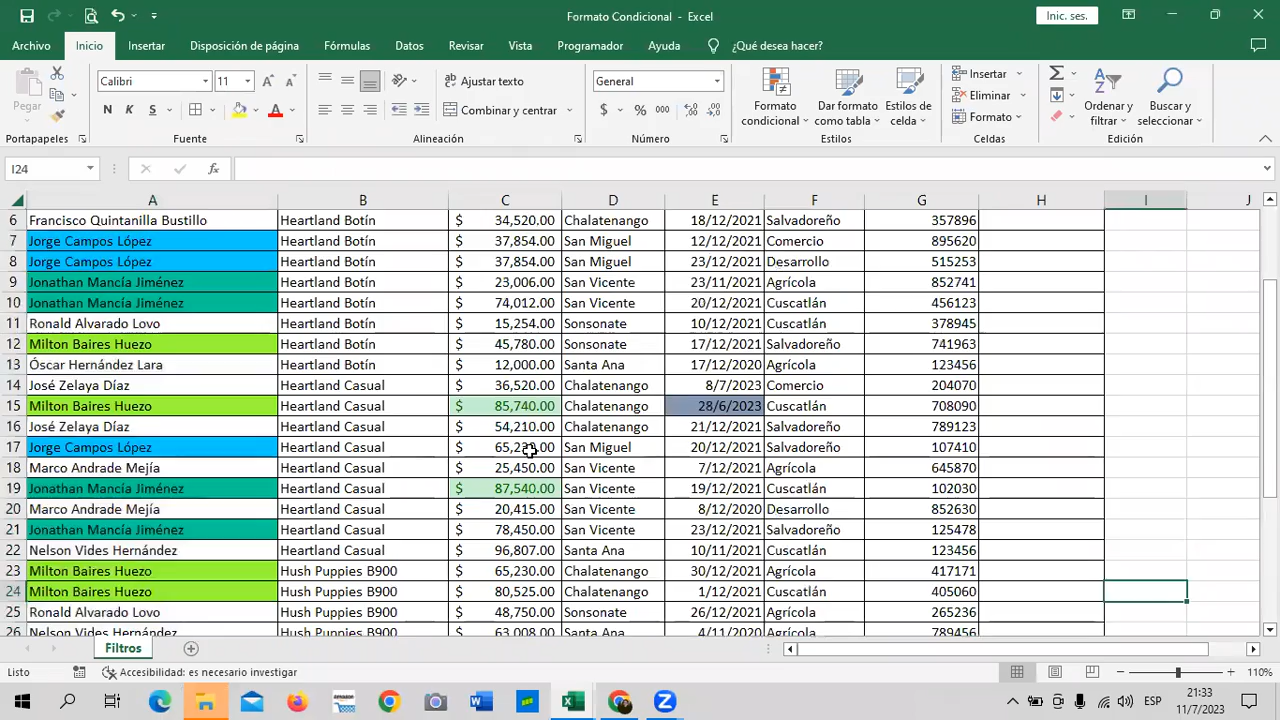 Formato Condicional - Excel
Inic. ses.
Archivo Inicio Insertar Disposición de página Fórmulas Datos Revisar Vista Programador Ayuda ¿Qué desea hacer?
Pegar
Calibri 11
N K S
Ajustar texto
Combinar y centrar
General
$ % 000
Formato condicional
Dar formato como tabla
Estilos de celda
Insertar
Eliminar
Formato
Ordenar y filtrar
Buscar y seleccionar
Portapapeles Fuente Alineación Número Estilos Celdas Edición
I24 fx
A B C D E F G H I J
6 Francisco Quintanilla Bustillo Heartland Botín $ 34,520.00 Chalatenango 18/12/2021 Salvadoreño 357896
7 Jorge Campos López Heartland Botín $ 37,854.00 San Miguel 12/12/2021 Comercio 895620
8 Jorge Campos López Heartland Botín $ 37,854.00 San Miguel 23/12/2021 Desarrollo 515253
9 Jonathan Mancía Jiménez Heartland Botín $ 23,006.00 San Vicente 23/11/2021 Agrícola 852741
10 Jonathan Mancía Jiménez Heartland Botín $ 74,012.00 San Vicente 20/12/2021 Cuscatlán 456123
11 Ronald Alvarado Lovo Heartland Botín $ 15,254.00 Sonsonate 10/12/2021 Cuscatlán 378945
12 Milton Baires Huezo Heartland Botín $ 45,780.00 Sonsonate 17/12/2021 Salvadoreño 741963
13 Óscar Hernández Lara Heartland Botín $ 12,000.00 Santa Ana 17/12/2020 Agrícola 123456
14 José Zelaya Díaz Heartland Casual $ 36,520.00 Chalatenango 8/7/2023 Comercio 204070
15 Milton Baires Huezo Heartland Casual $ 85,740.00 Chalatenango 28/6/2023 Cuscatlán 708090
16 José Zelaya Díaz Heartland Casual $ 54,210.00 Chalatenango 21/12/2021 Salvadoreño 789123
17 Jorge Campos López Heartland Casual $ San Miguel 20/12/2021 Salvadoreño 107410
18 Marco Andrade Mejía Heartland Casual $ 25,450.00 San Vicente 7/12/2021 Agrícola 645870
19 Jonathan Mancía Jiménez Heartland Casual $ 87,540.00 San Vicente 19/12/2021 Cuscatlán 102030
20 Marco Andrade Mejía Heartland Casual $ 20,415.00 San Vicente 8/12/2020 Desarrollo 852630
21 Jonathan Mancía Jiménez Heartland Casual $ 78,450.00 San Vicente 23/12/2021 Salvadoreño 125478
22 Nelson Vides Hernández Heartland Casual $ 96,807.00 Santa Ana 10/11/2021 Cuscatlán 123456
23 Milton Baires Huezo Hush Puppies B900 $ 65,230.00 Chalatenango 30/12/2021 Agrícola 417171
24 Milton Baires Huezo Hush Puppies B900 $ 80,525.00 Chalatenango 1/12/2021 Cuscatlán 405060
25 Ronald Alvarado Lovo Hush Puppies B900 $ 48,750.00 Sonsonate 26/12/2021 Agrícola 265236
26 Nelson Vides Hernández Hush Puppies B900 $ 63,008.00 Santa Ana 4/11/2020 Agrícola 789456
Filtros
Listo Accesibilidad: es necesario investigar 110%
ESP 21:33
11/7/2023